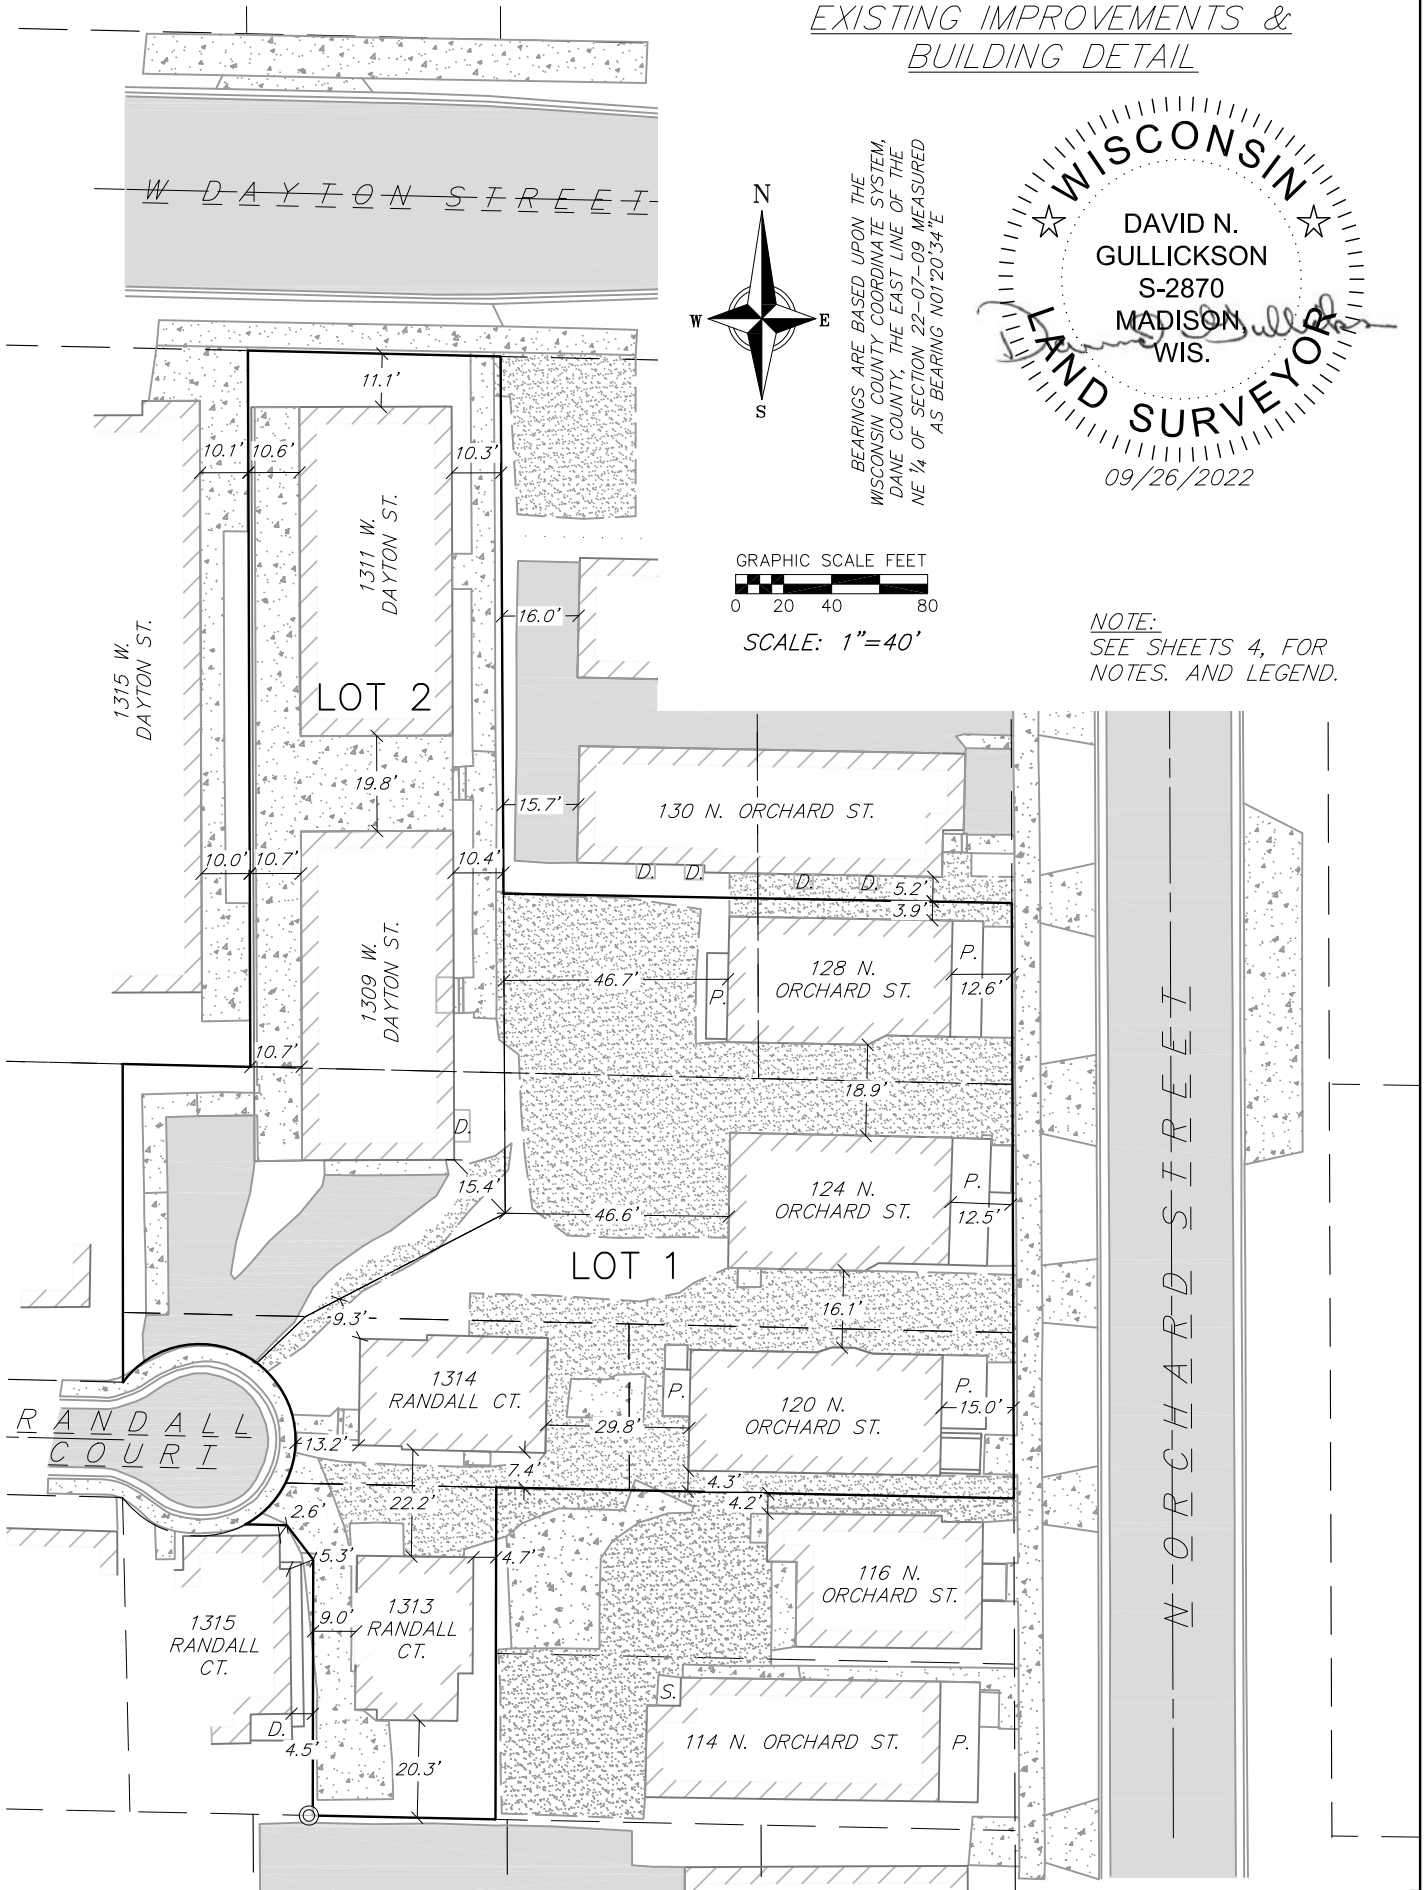 EXISTING IMPROVEMENTS &
BUILDING DETAIL
W DAYTON STREET
N
W
E
S
BEARINGS ARE BASED UPON THE
WISCONSIN COUNTY COORDINATE SYSTEM,
DANE COUNTY, THE EAST LINE OF THE
NE ¼ OF SECTION 22-07-09 MEASURED
AS BEARING N01°20'34"E
WISCONSIN
DAVID N.
GULLICKSON
S-2870
MADISON,
WIS.
LAND SURVEYOR
09/26/2022
GRAPHIC SCALE FEET
0 20 40 80
SCALE: 1"=40'
NOTE:
SEE SHEETS 4, FOR
NOTES. AND LEGEND.
11.1'
10.1' 10.6' 10.3'
1311 W.
DAYTON ST.
16.0'
1315 W.
DAYTON ST.
LOT 2
19.8'
15.7'
130 N. ORCHARD ST.
10.0' 10.7' 10.4'
D. D. D. D.
5.2'
3.9'
1309 W.
DAYTON ST.
46.7'
P.
128 N.
ORCHARD ST.
P.
12.6'
10.7'
18.9'
D.
15.4'
46.6'
124 N.
ORCHARD ST.
P.
12.5'
LOT 1
9.3'
16.1'
1314
RANDALL CT.
P.
120 N.
ORCHARD ST.
P.
15.0'
RANDALL
COURT
13.2'
29.8'
7.4'
4.3'
4.2'
22.2'
2.6'
5.3'
4.7'
116 N.
ORCHARD ST.
9.0'
1313
RANDALL
CT.
1315
RANDALL
CT.
S.
D.
4.5'
20.3'
114 N. ORCHARD ST.
P.
N ORCHARD STREET